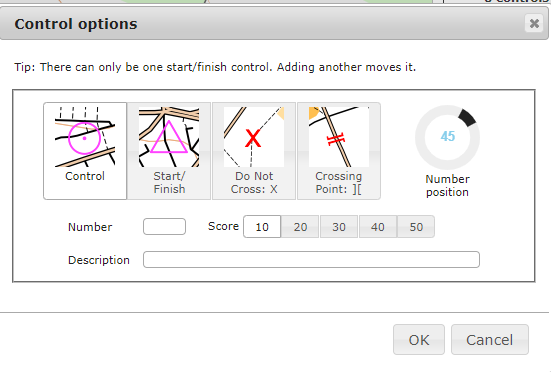 Control options
Tip: There can only be one start/finish control. Adding another moves it.
Control
Start/
Finish
Do Not
Cross: X
Crossing
Point: ][
45
Number
position
Number
Score 10 20 30 40 50
Description
OK Cancel